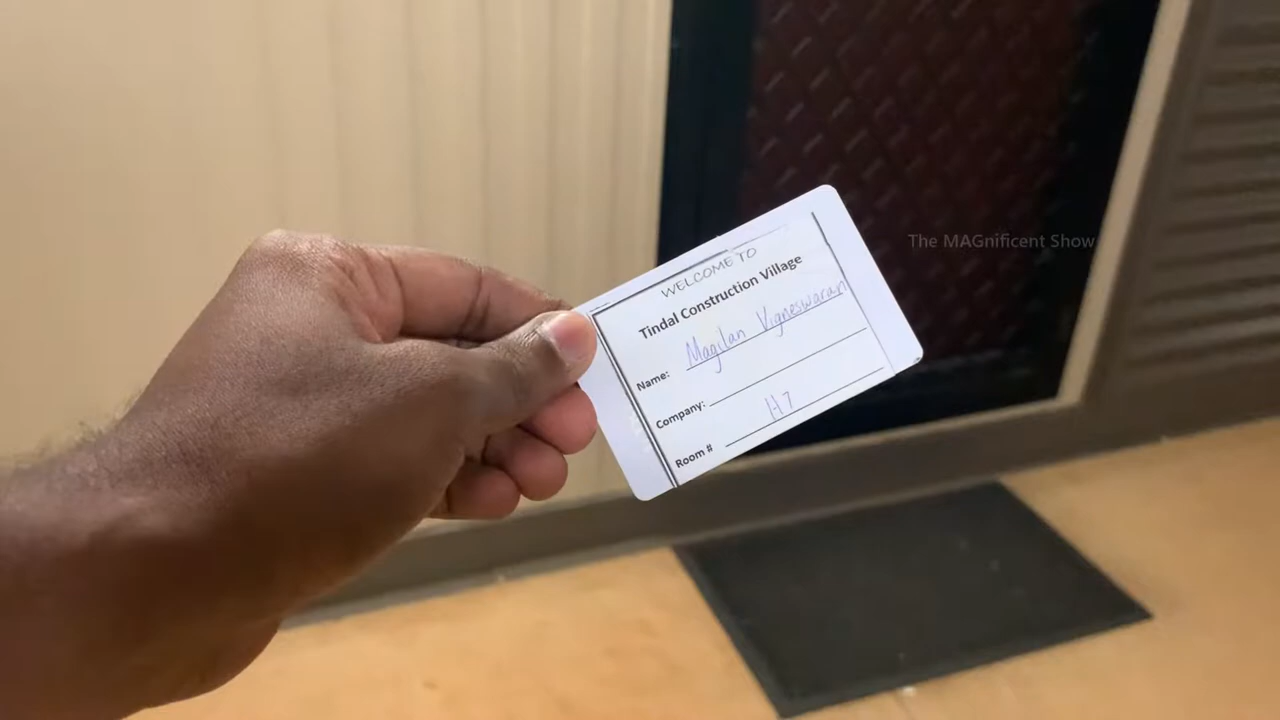 WELCOME TO
Tindal Construction Village
Name: Magilan Vigneswaran
Company:
Room # H7
The MAGnificent Show